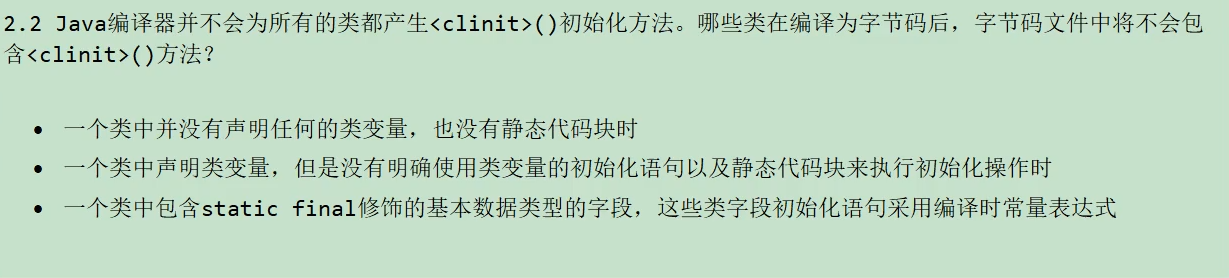 2.2 Java编译器并不会为所有的类都产生<clinit>()初始化方法。哪些类在编译为字节码后，字节码文件中将不会包
含<clinit>()方法？
• 一个类中并没有声明任何的类变量，也没有静态代码块时
• 一个类中声明类变量，但是没有明确使用类变量的初始化语句以及静态代码块来执行初始化操作时
• 一个类中包含static final修饰的基本数据类型的字段，这些类字段初始化语句采用编译时常量表达式